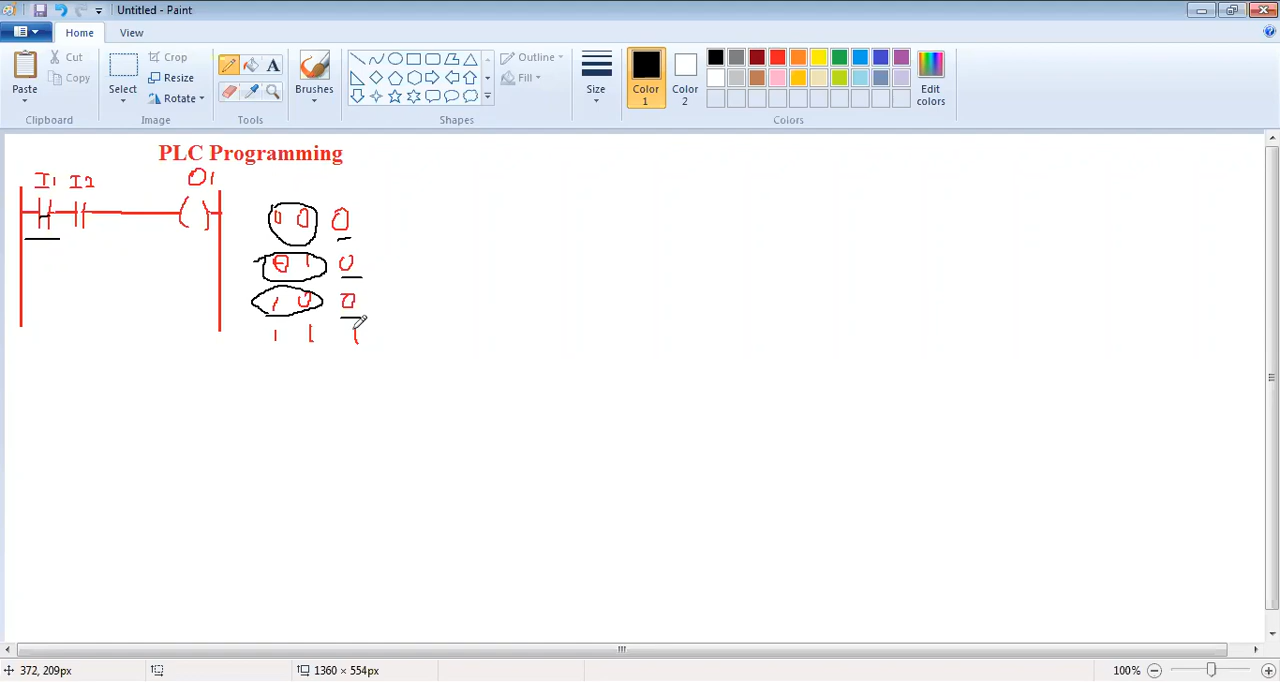 Untitled - Paint
Home View
Cut
Copy
Paste
Clipboard
Crop
Resize
Rotate
Select
Image
A
Tools
Brushes
Outline
Fill
Shapes
Size
Color 1
Color 2
Edit colors
Colors
PLC Programming
I1 I2 O1
0 0 0
0 1 0
1 0 0
1 1 1
372, 209px
1360 × 554px
100%